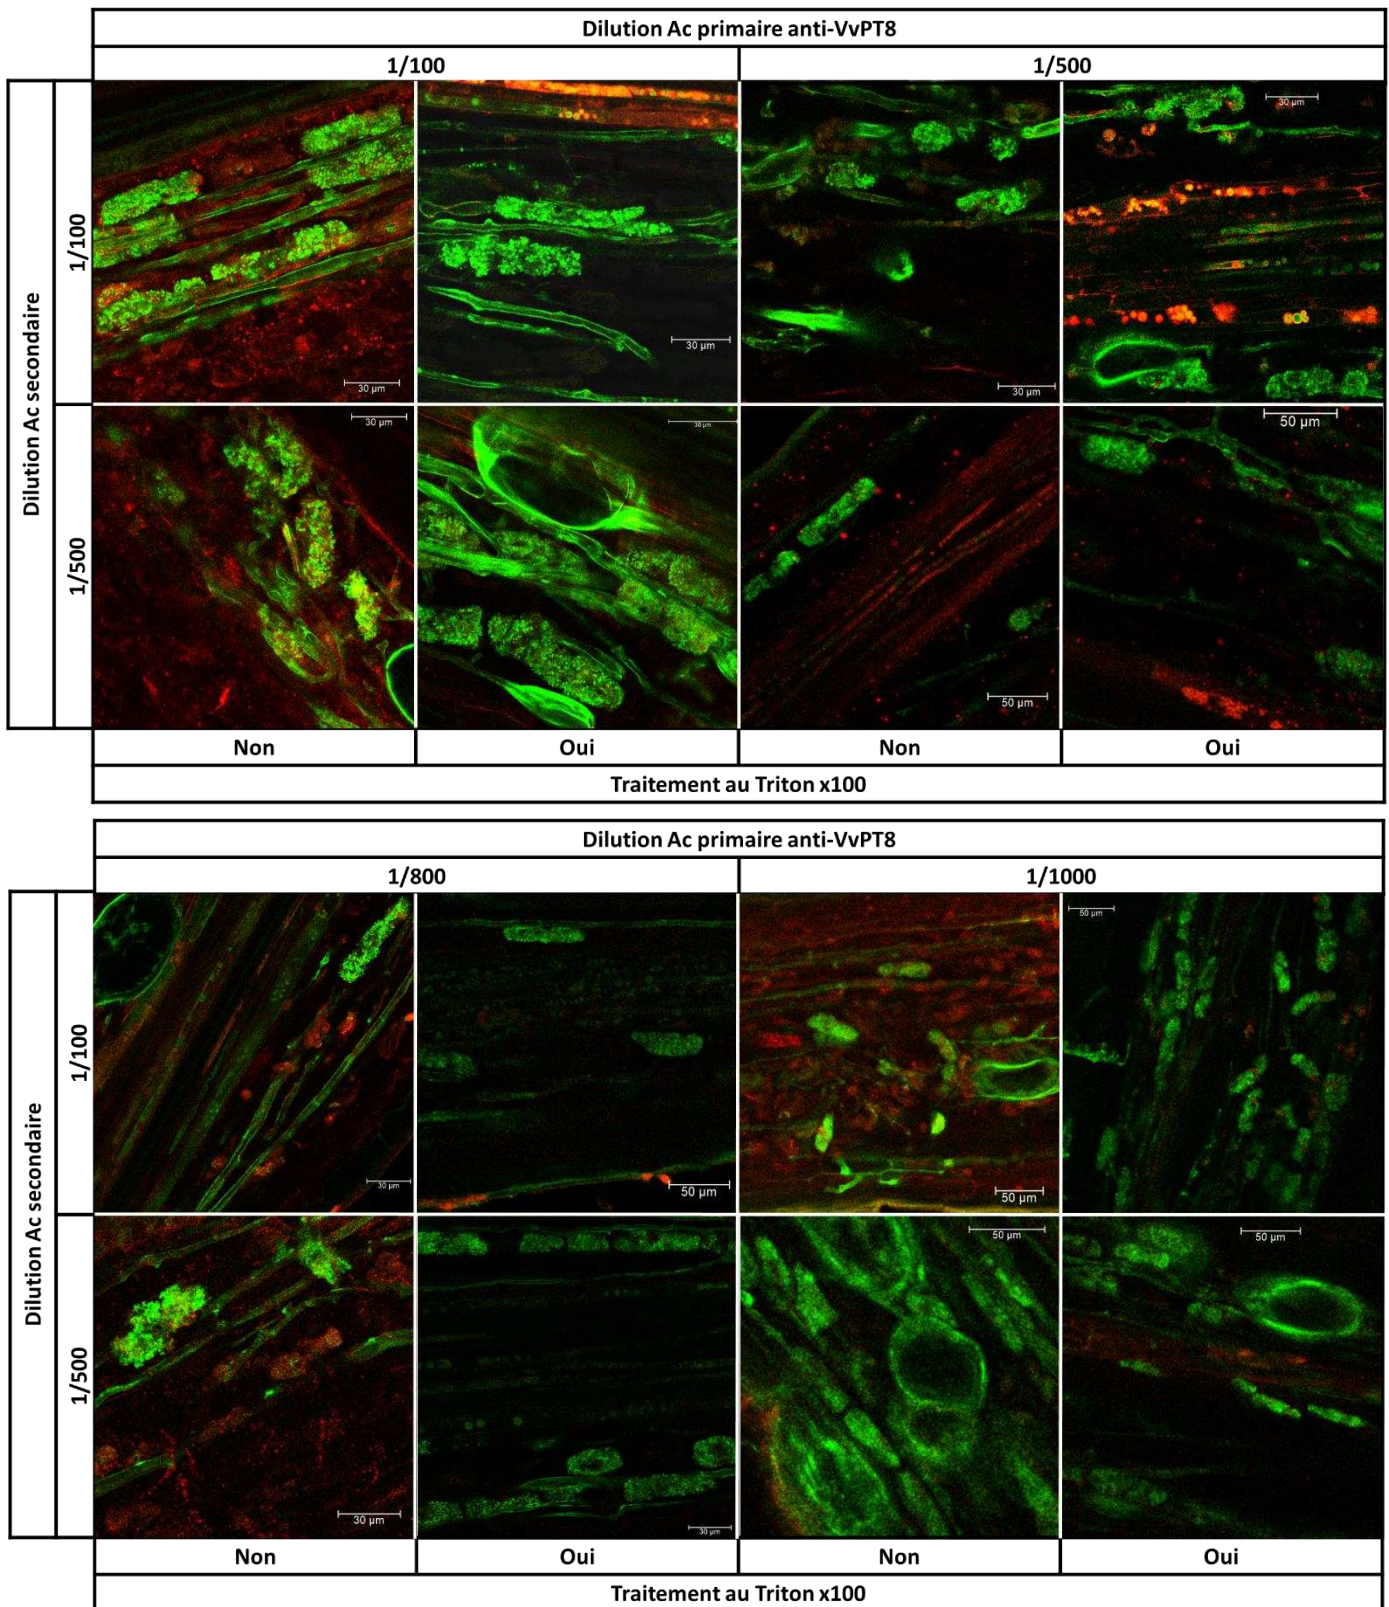 Dilution Ac primaire anti-VvPT8
1/100 1/500
Dilution Ac secondaire
1/100
30 µm
30 µm
30 µm
30 µm
1/500
30 µm
30 µm
50 µm
50 µm
Non Oui Non Oui
Traitement au Triton x100
Dilution Ac primaire anti-VvPT8
1/800 1/1000
Dilution Ac secondaire
1/100
30 µm
50 µm
50 µm
50 µm
1/500
30 µm
30 µm
50 µm
50 µm
Non Oui Non Oui
Traitement au Triton x100